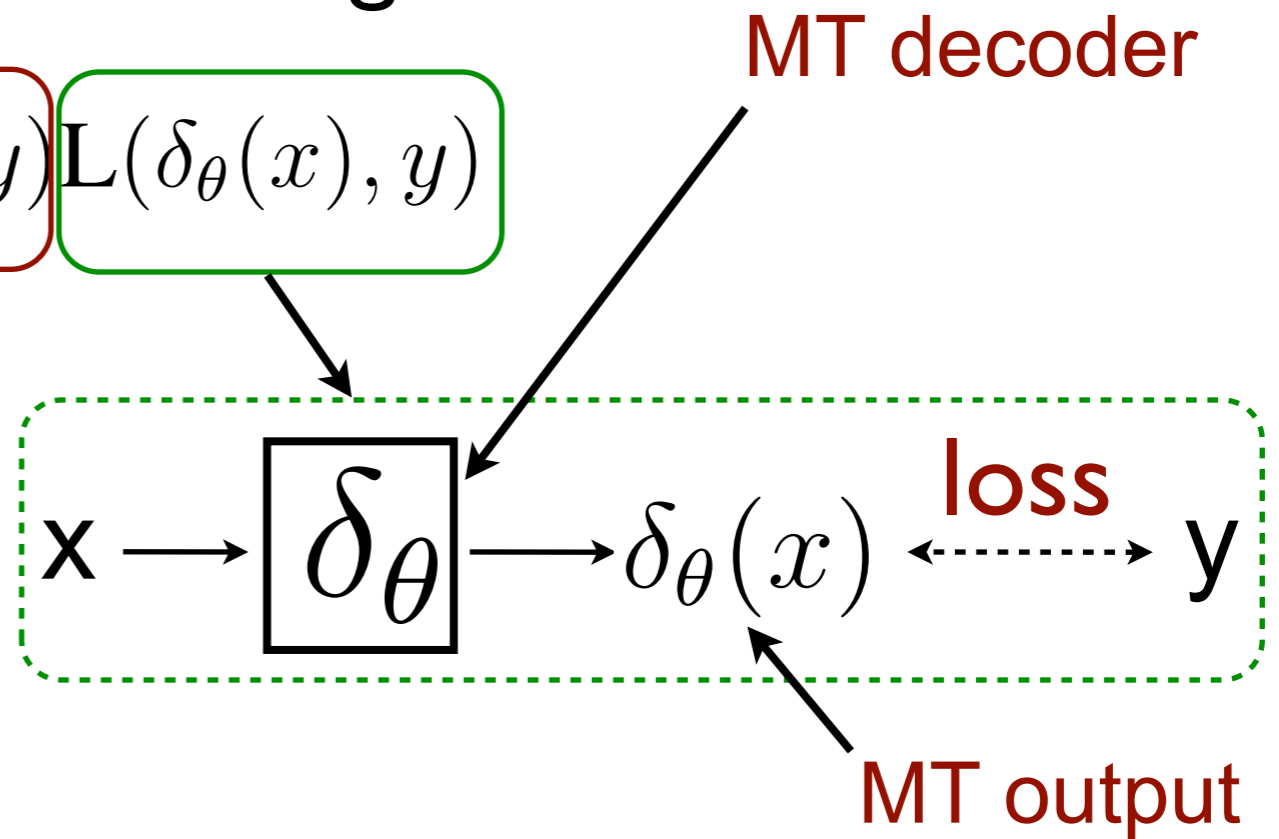 MT decoder
y) L(δθ(x), y)
loss
x δθ δθ(x) y
MT output